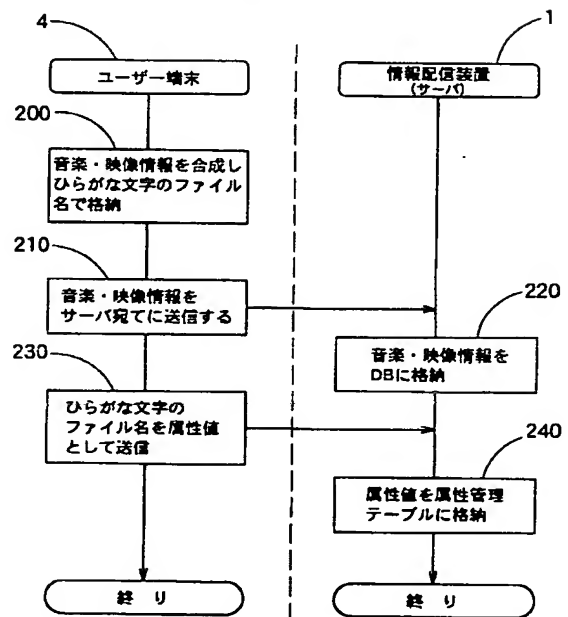 4
1
ユーザー端末
情報配信装置
(サーバ)
200
音楽・映像情報を合成し
ひらがな文字のファイル
名で格納
210
音楽・映像情報を
サーバ宛てに送信する
220
音楽・映像情報を
DBに格納
230
ひらがな文字の
ファイル名を属性値
として送信
240
属性値を属性管理
テーブルに格納
終 り
終 り